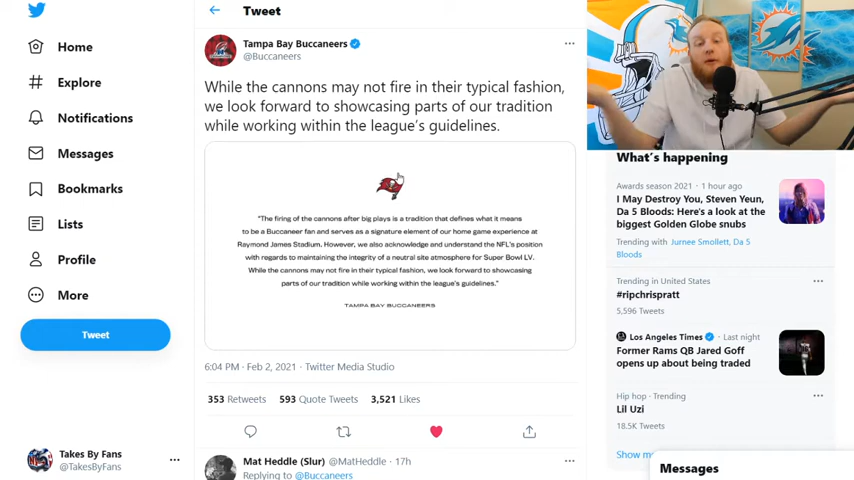 Tweet
Home
Explore
Notifications
Messages
Bookmarks
Lists
Profile
More
Tweet
Takes By Fans
@TakesByFans
Tampa Bay Buccaneers
@Buccaneers
While the cannons may not fire in their typical fashion,
we look forward to showcasing parts of our tradition
while working within the league's guidelines.
"The firing of the cannons after big plays is a tradition that defines what it means
to be a Buccaneer fan and serves as a signature element of our home game experience at
Raymond James Stadium. However, we also acknowledge and understand the NFL's position
with regards to maintaining the integrity of a neutral site atmosphere for Super Bowl LV.
While the cannons may not fire in their typical fashion, we look forward to showcasing
parts of our tradition while working within the league's guidelines."
TAMPA BAY BUCCANEERS
6:04 PM · Feb 2, 2021 · Twitter Media Studio
353 Retweets 593 Quote Tweets 3,521 Likes
Mat Heddle (Slur) @MatHeddle · 17h
Replying to @Buccaneers
What's happening
Awards season 2021 · 1 hour ago
I May Destroy You, Steven Yeun,
Da 5 Bloods: Here's a look at the
biggest Golden Globe snubs
Trending with Jurnee Smollett, Da 5
Bloods
Trending in United States
#ripchrispratt
5,596 Tweets
Los Angeles Times · Last night
Former Rams QB Jared Goff
opens up about being traded
Hip hop · Trending
Lil Uzi
18.5K Tweets
Show
Messages